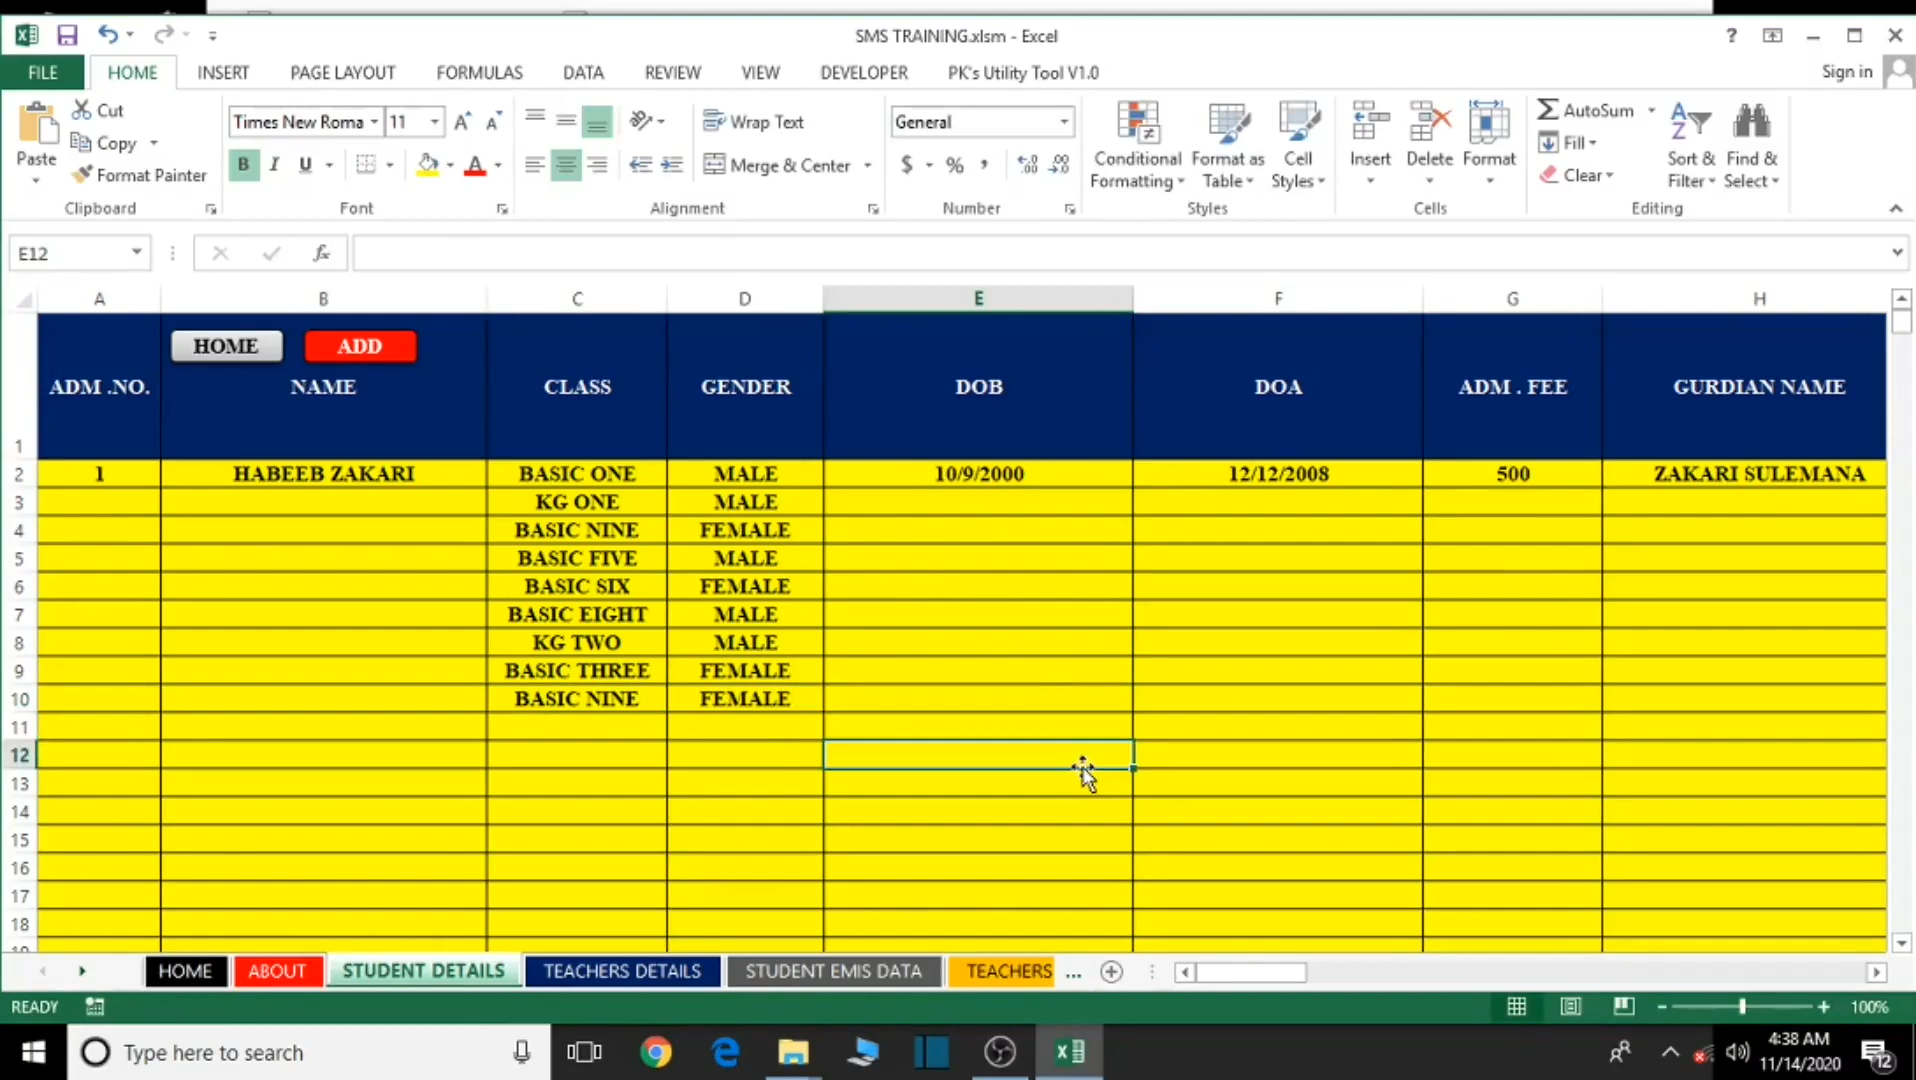 SMS TRAINING.xlsm - Excel
?
FILE HOME INSERT PAGE LAYOUT FORMULAS DATA REVIEW VIEW DEVELOPER PK's Utility Tool V1.0 Sign in
Paste
Cut
Copy
Format Painter
Clipboard
Times New Roma 11
B I U A
Font
Wrap Text
Merge & Center
Alignment
General
$ % ,
Number
Conditional Formatting
Format as Table
Cell Styles
Styles
Insert
Delete
Format
Cells
AutoSum
Fill
Clear
Sort & Filter
Find & Select
Editing
E12 fx
A B C D E F G H
HOME ADD
1 ADM .NO. NAME CLASS GENDER DOB DOA ADM . FEE GURDIAN NAME
2 1 HABEEB ZAKARI BASIC ONE MALE 10/9/2000 12/12/2008 500 ZAKARI SULEMANA
3 KG ONE MALE
4 BASIC NINE FEMALE
5 BASIC FIVE MALE
6 BASIC SIX FEMALE
7 BASIC EIGHT MALE
8 KG TWO MALE
9 BASIC THREE FEMALE
10 BASIC NINE FEMALE
11
12
13
14
15
16
17
18
HOME ABOUT STUDENT DETAILS TEACHERS DETAILS STUDENT EMIS DATA TEACHERS ...
READY 100%
Type here to search
4:38 AM
11/14/2020
12